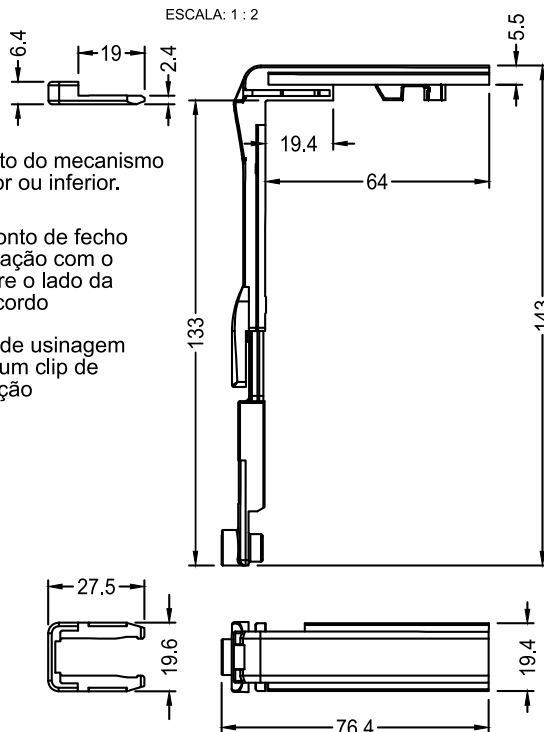 ESCALA: 1 : 2
6.4
19
2.4
5.5
19.4
64
to do mecanismo
or ou inferior.
onto de fecho
ação com o
re o lado da
cordo
de usinagem
um clip de
ção
133
143
27.5
19.6
19.4
76.4